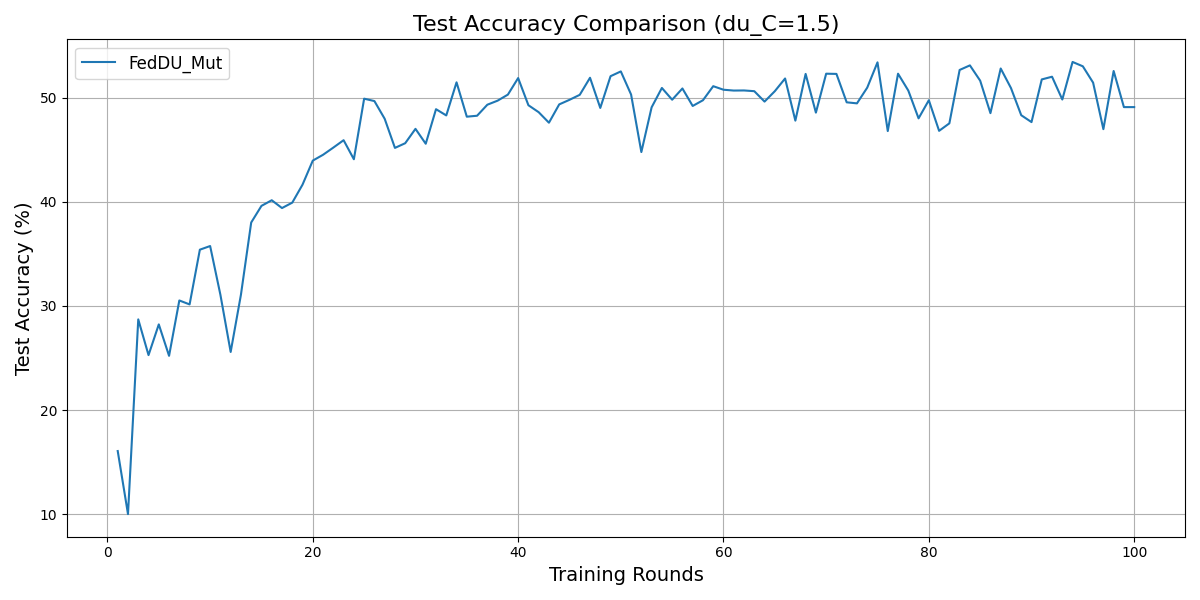 Test Accuracy Comparison (du_C=1.5)
FedDU_Mut
Test Accuracy (%)
50
40
30
20
10
0 20 40 60 80 100
Training Rounds